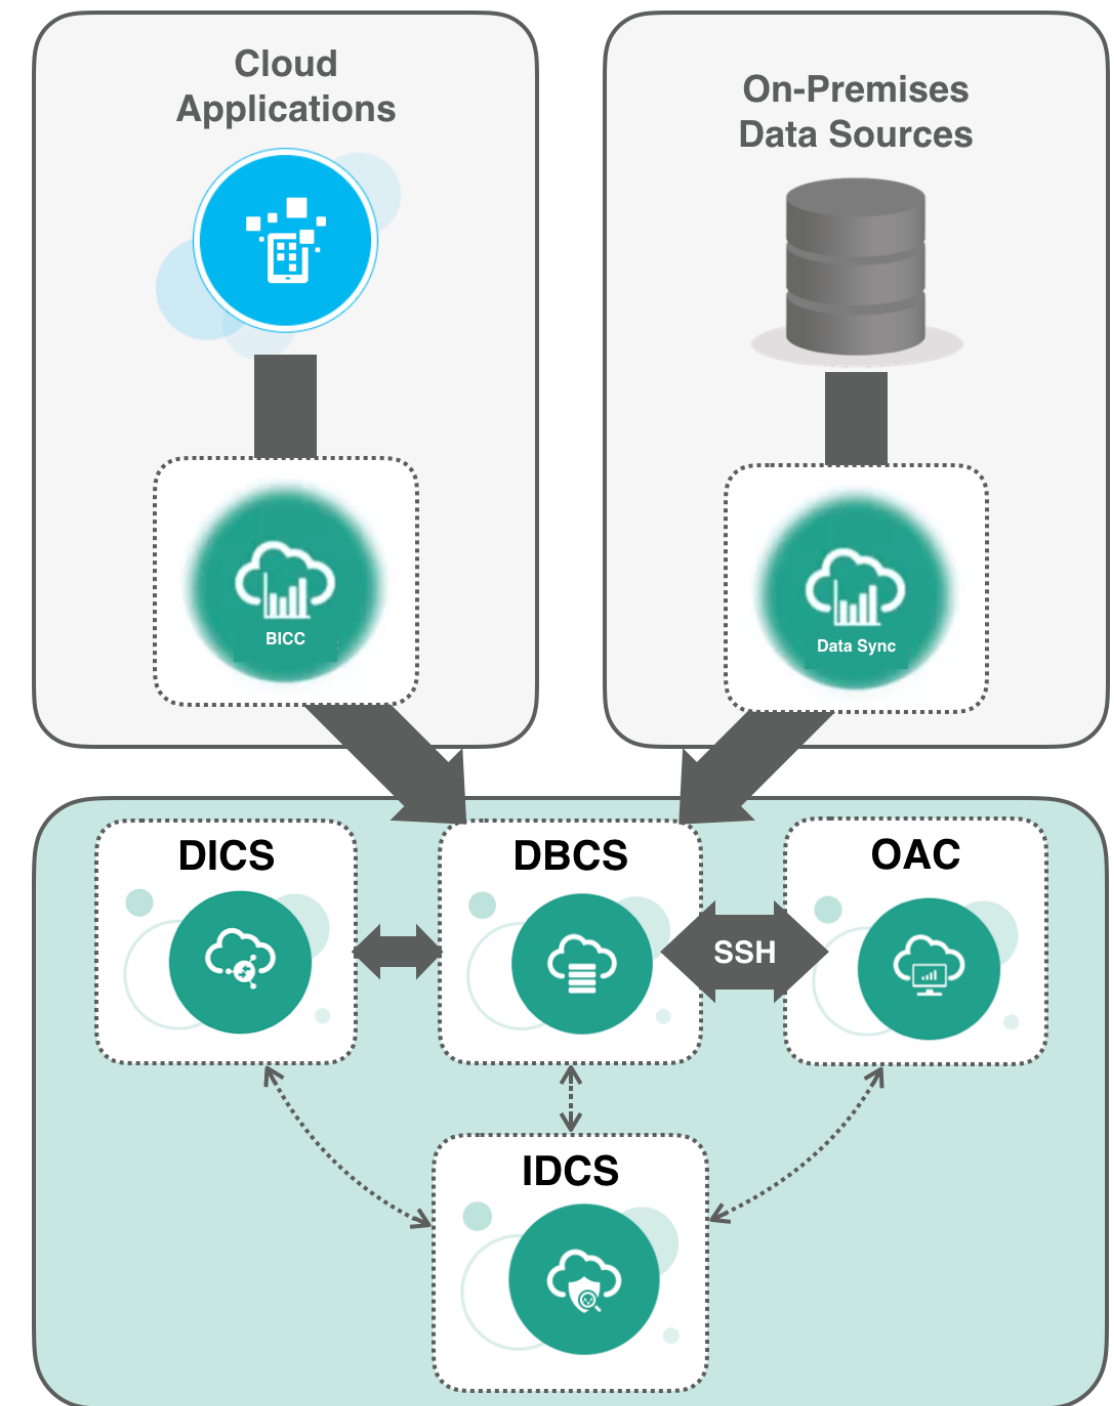 Cloud
Applications
On-Premises
Data Sources
BICC
Data Sync
DICS
DBCS
OAC
SSH
IDCS